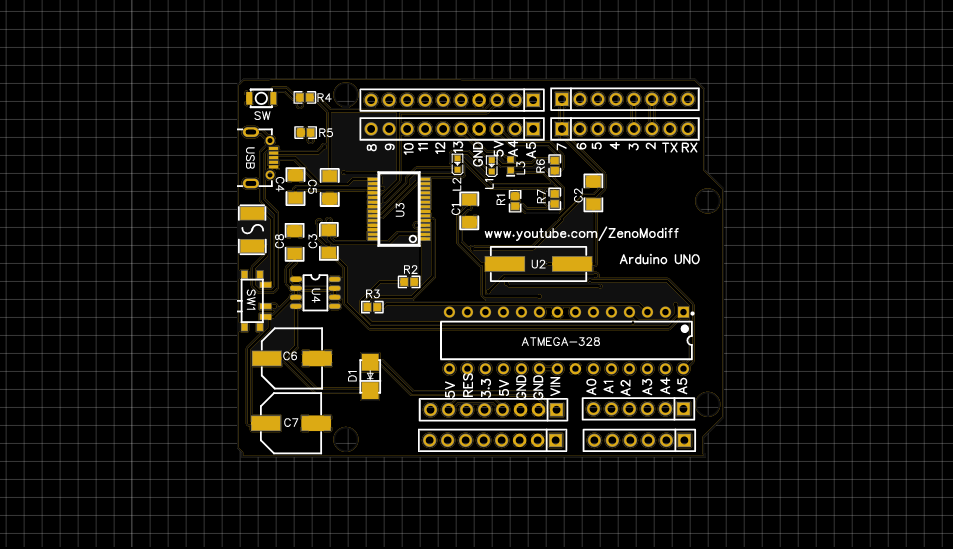 R4
SW
R5
8 9 10 11 12 13 GND 5V A4 A5
7 6 5 4 3 2 TX RX
USB
C4
C5
U3
L2
L1
L3
R6
C1
R1
R7
C2
C8
C3
www.youtube.com/ZenoModiff
Arduino UNO
U2
R2
SW1
U4
R3
ATMEGA-328
C6
D1
5V RES 3.3 5V GND GND VIN
A0 A1 A2 A3 A4 A5
C7